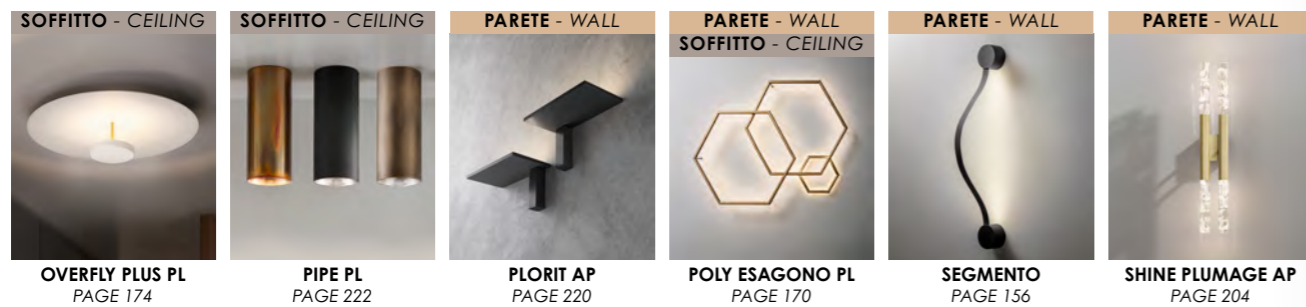 SOFFITTO - CEILING
OVERFLY PLUS PL
PAGE 174
SOFFITTO - CEILING
PIPE PL
PAGE 222
PARETE - WALL
PLORIT AP
PAGE 220
PARETE - WALL
SOFFITTO - CEILING
POLY ESAGONO PL
PAGE 170
PARETE - WALL
SEGMENTO
PAGE 156
PARETE - WALL
SHINE PLUMAGE AP
PAGE 204